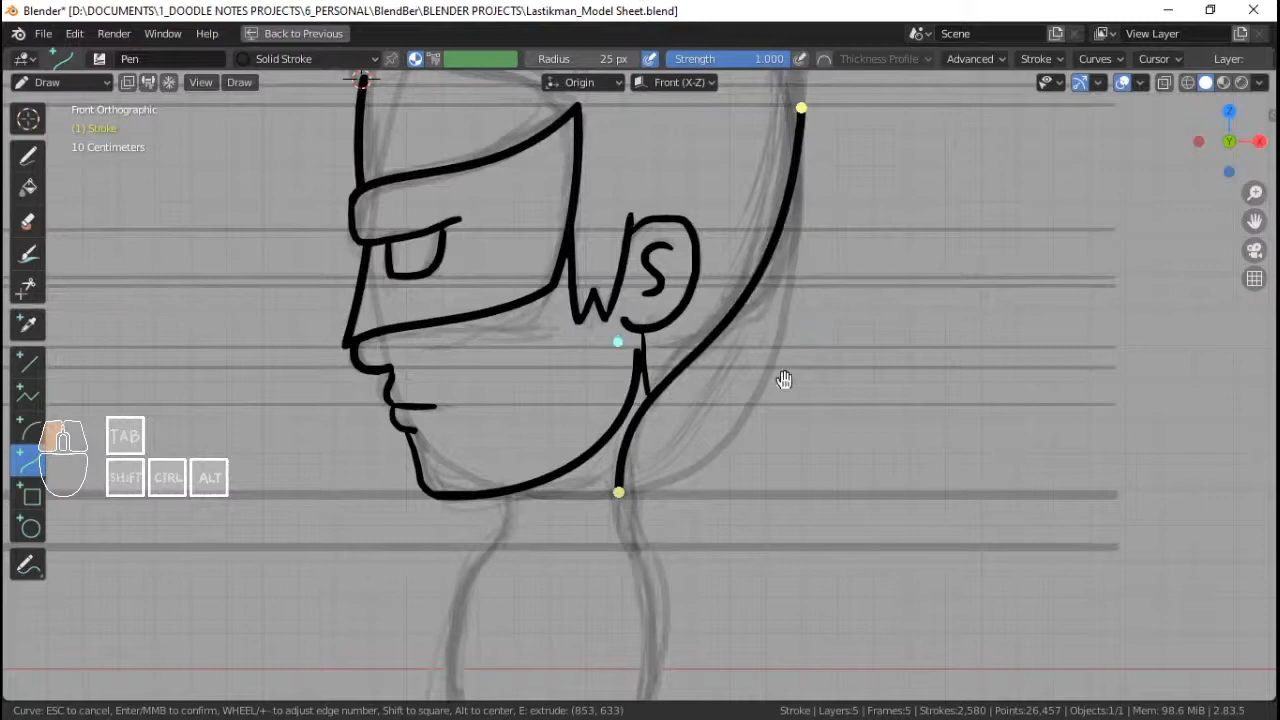 Blender* [D:\DOCUMENTS\1_DOODLE NOTES PROJECTS\6_PERSONAL\BlendBer\BLENDER PROJECTS\Lastikman_Model Sheet.blend]
File Edit Render Window Help Back to Previous Scene View Layer
Pen Solid Stroke Radius 25 px Strength 1.000 Thickness Profile Advanced Stroke Curves Cursor Layer:
Draw View Draw Origin Front (X-Z)
Front Orthographic
(1) Stroke
10 Centimeters
Z
Y X
S
TAB
SHIFT CTRL ALT
Curve: ESC to cancel, Enter/MMB to confirm, WHEEL/+- to adjust edge number, Shift to square, Alt to center, E: extrude: (853, 633) Stroke | Layers:5 | Frames:5 | Strokes:2,580 | Points:26,457 | Objects:1/1 | Mem: 98.6 MiB | 2.83.5